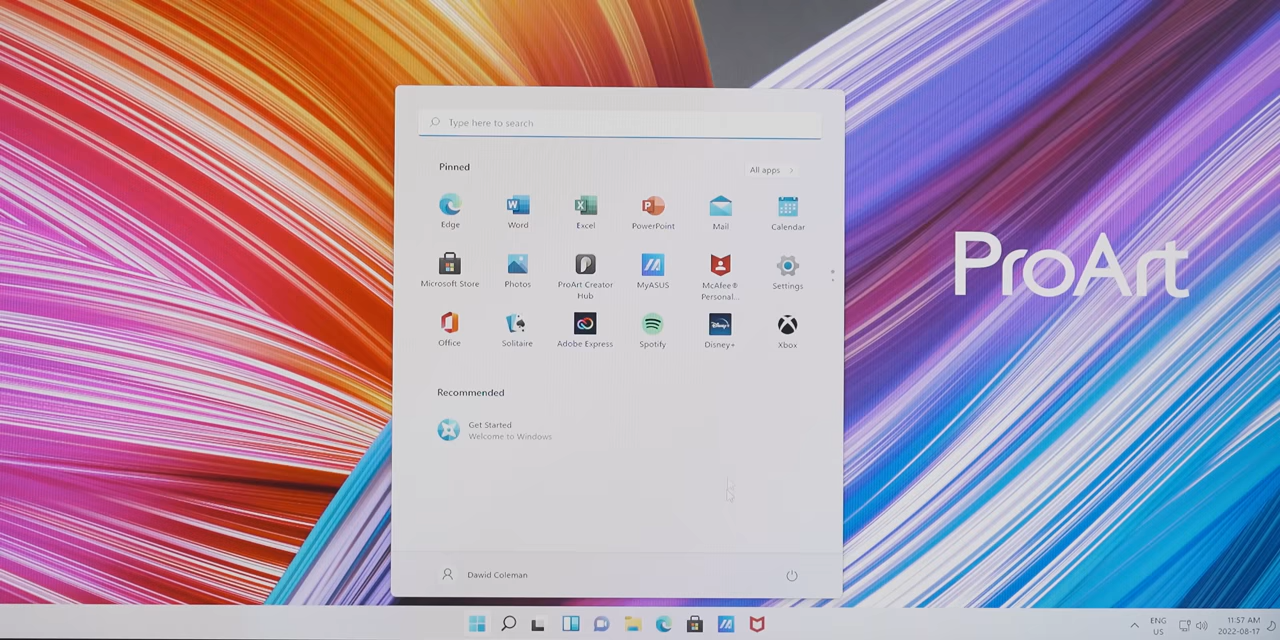 Type here to search
Pinned
All apps
Edge
Word
Excel
PowerPoint
Mail
Calendar
Microsoft Store
Photos
ProArt Creator
Hub
MyASUS
McAfee®
Personal...
Settings
Office
Solitaire
Adobe Express
Spotify
Disney+
Xbox
Recommended
Get Started
Welcome to Windows
Dawid Coleman
ProArt
ENG
US
11:57 AM
2022-08-17